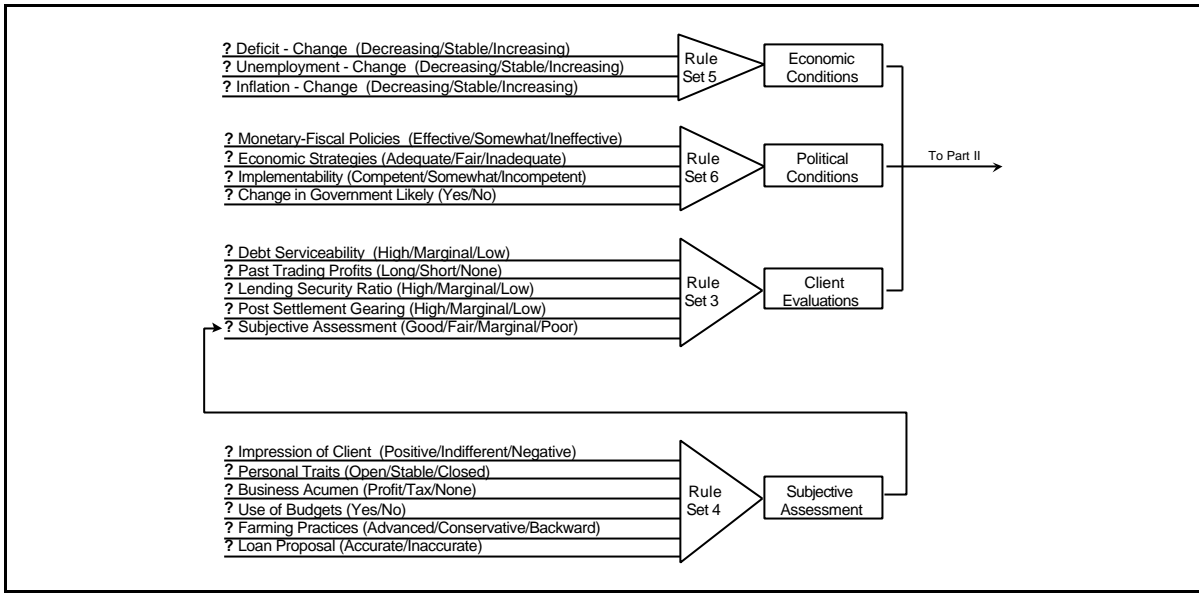 ? Deficit - Change (Decreasing/Stable/Increasing)
? Unemployment - Change (Decreasing/Stable/Increasing)
? Inflation - Change (Decreasing/Stable/Increasing)
Rule
Set 5
Economic
Conditions
? Monetary-Fiscal Policies (Effective/Somewhat/Ineffective)
? Economic Strategies (Adequate/Fair/Inadequate)
? Implementability (Competent/Somewhat/Incompetent)
? Change in Government Likely (Yes/No)
Rule
Set 6
Political
Conditions
To Part II
? Debt Serviceability (High/Marginal/Low)
? Past Trading Profits (Long/Short/None)
? Lending Security Ratio (High/Marginal/Low)
? Post Settlement Gearing (High/Marginal/Low)
? Subjective Assessment (Good/Fair/Marginal/Poor)
Rule
Set 3
Client
Evaluations
? Impression of Client (Positive/Indifferent/Negative)
? Personal Traits (Open/Stable/Closed)
? Business Acumen (Profit/Tax/None)
? Use of Budgets (Yes/No)
? Farming Practices (Advanced/Conservative/Backward)
? Loan Proposal (Accurate/Inaccurate)
Rule
Set 4
Subjective
Assessment